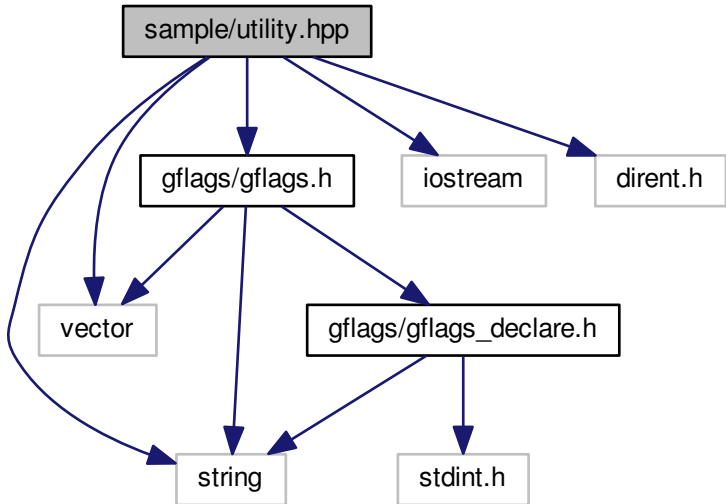 sample/utility.hpp
gflags/gflags.h
iostream
dirent.h
vector
gflags/gflags_declare.h
string
stdint.h